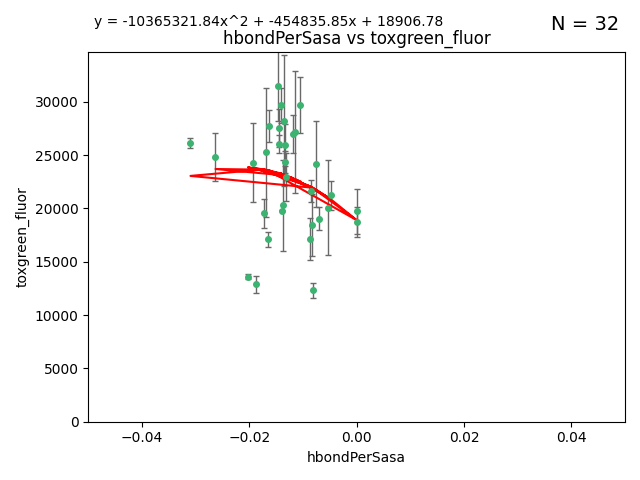 y = -10365321.84x^2 + -454835.85x + 18906.78
N = 32
hbondPerSasa vs toxgreen_fluor
30000
25000
20000
15000
10000
5000
0
toxgreen_fluor
−0.04
−0.02
0.00
0.02
0.04
hbondPerSasa